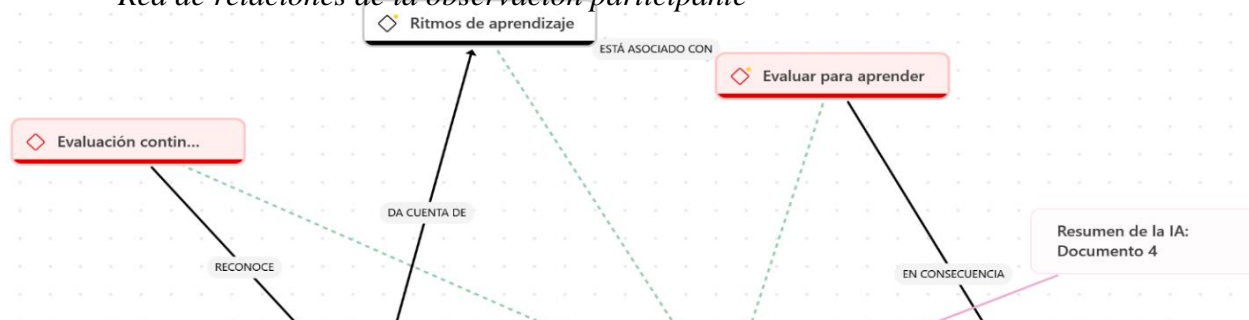 Red de relaciones de la observación participante
Ritmos de aprendizaje
ESTÁ ASOCIADO CON
Evaluar para aprender
Evaluación contin...
DA CUENTA DE
RECONOCE
Resumen de la IA:
Documento 4
EN CONSECUENCIA